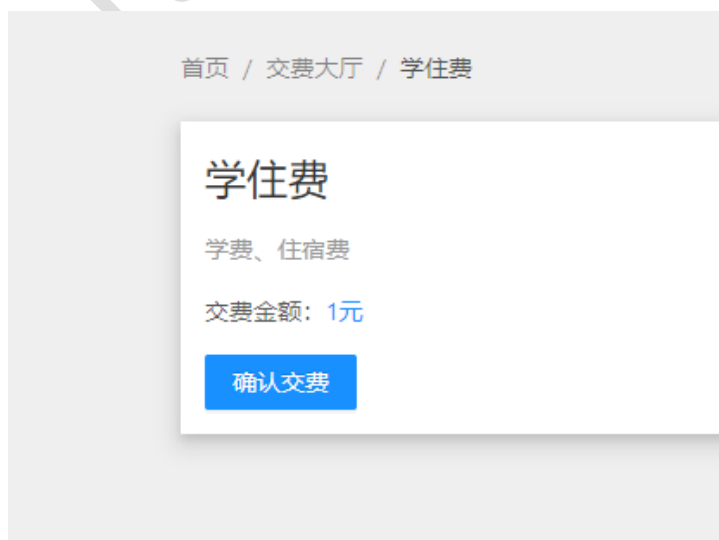 首页 / 交费大厅 / 学住费
学住费
学费、住宿费
交费金额：1元
确认交费